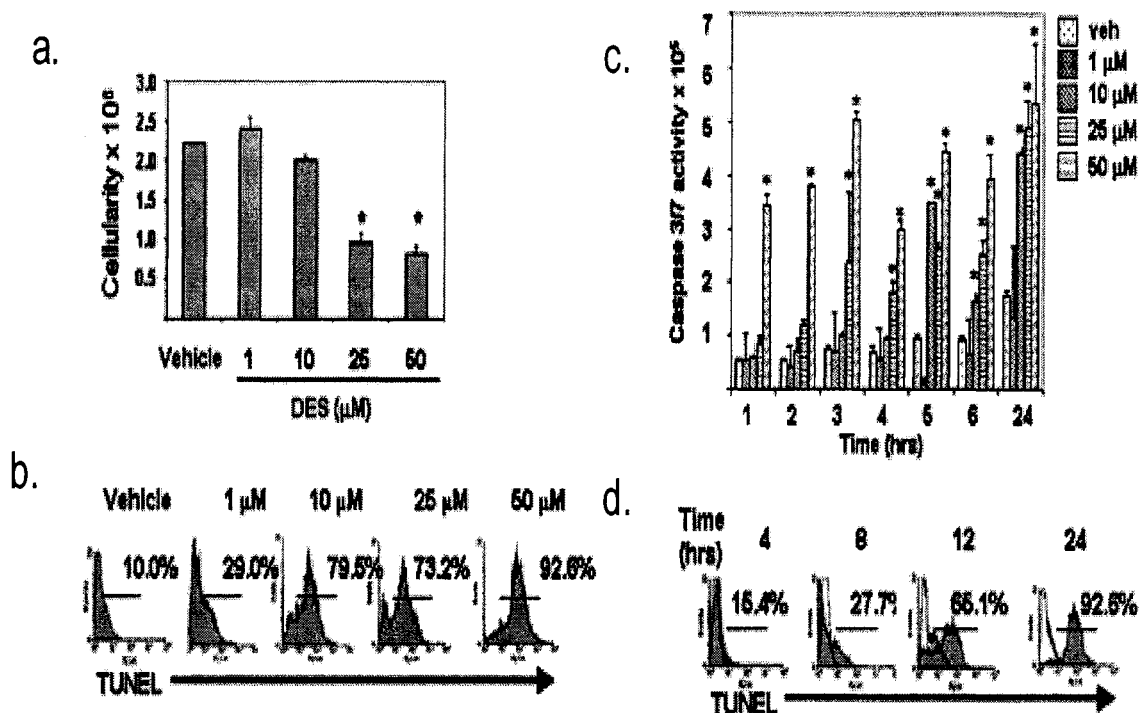 a.
Cellularity x 10⁶
3.0
2.5
2.0
1.5
1.0
0.5
*
*
Vehicle 1 10 25 50
DES (µM)
b.
Vehicle 1 µM 10 µM 25 µM 50 µM
10.0% 29.0% 79.5% 73.2% 92.6%
TUNEL
c.
Caspase 3/7 activity x 10⁵
7
6
5
4
3
2
1
1 2 3 4 5 6 24
Time (hrs)
veh
1 µM
10 µM
25 µM
50 µM
d.
Time (hrs) 4 8 12 24
15.4% 27.7% 65.1% 92.6%
TUNEL